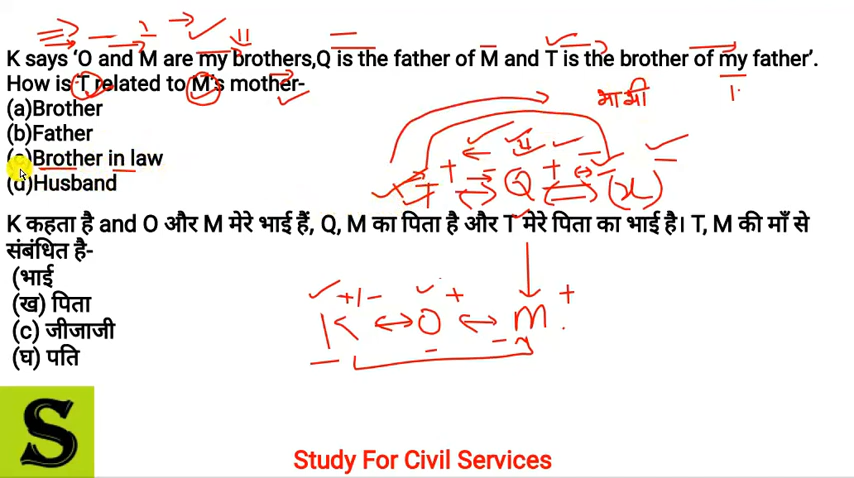 K says 'O and M are my brothers,Q is the father of M and T is the brother of my father'.
How is T related to M's mother-
(a)Brother
(b)Father
(c)Brother in law
(d)Husband
भाभी
T + Q + (x)
K कहता है and O और M मेरे भाई हैं, Q, M का पिता है और T मेरे पिता का भाई है। T, M की माँ से
संबंधित है-
(भाई
(ख) पिता
(c) जीजाजी
(घ) पति
K +/- ↔ O + ↔ M +
S
Study For Civil Services